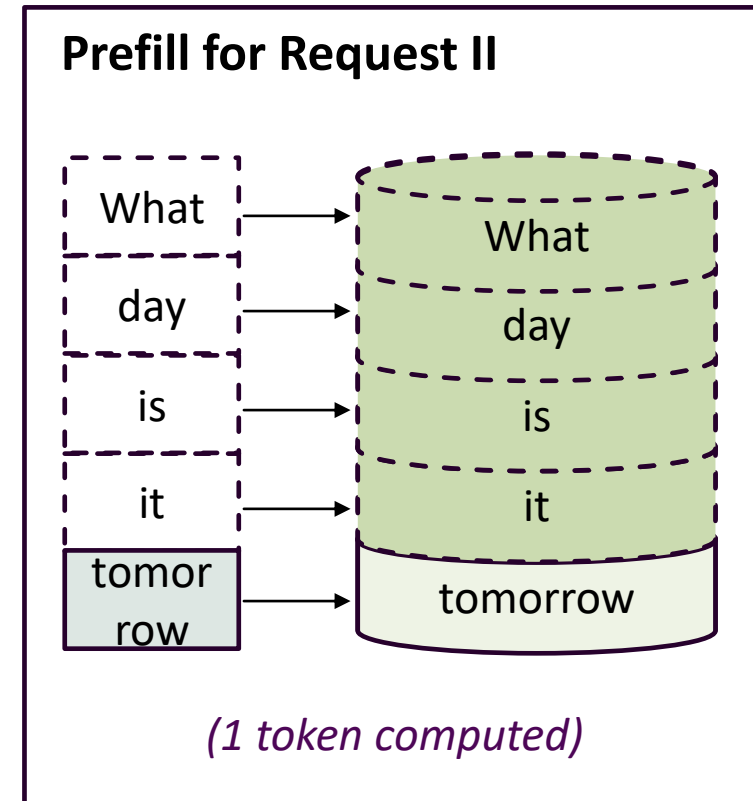 Prefill for Request II
What
day
is
it
tomor
row
What
day
is
it
tomorrow
(1 token computed)